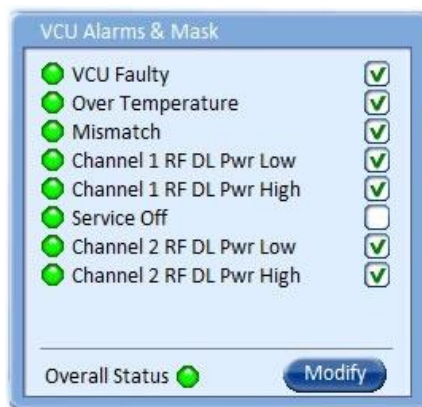 VCU Alarms & Mask
VCU Faulty
Over Temperature
Mismatch
Channel 1 RF DL Pwr Low
Channel 1 RF DL Pwr High
Service Off
Channel 2 RF DL Pwr Low
Channel 2 RF DL Pwr High
Overall Status
Modify